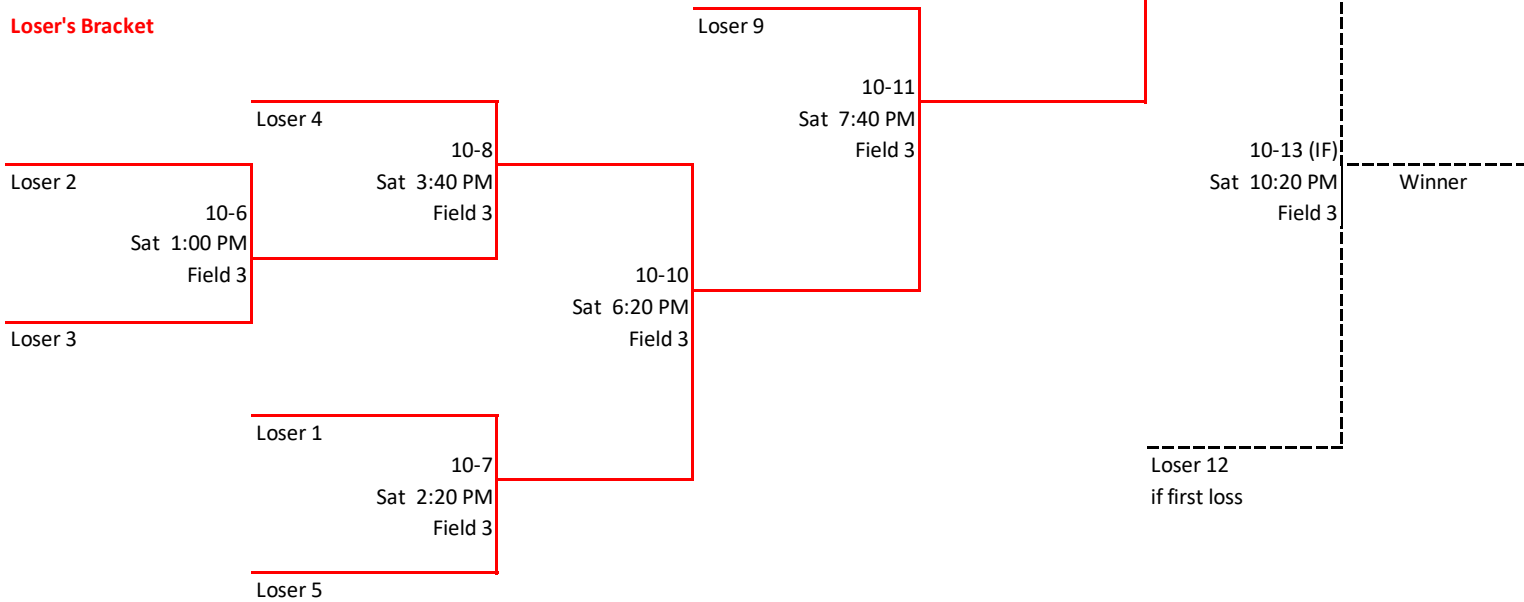 Loser's Bracket
Loser 9
10-11
Sat 7:40 PM
Field 3
Loser 4
10-8
Sat 3:40 PM
Field 3
Loser 2
10-6
Sat 1:00 PM
Field 3
Loser 3
10-10
Sat 6:20 PM
Field 3
Loser 1
10-7
Sat 2:20 PM
Field 3
Loser 5
10-13 (IF)
Sat 10:20 PM
Field 3
Winner
Loser 12
if first loss